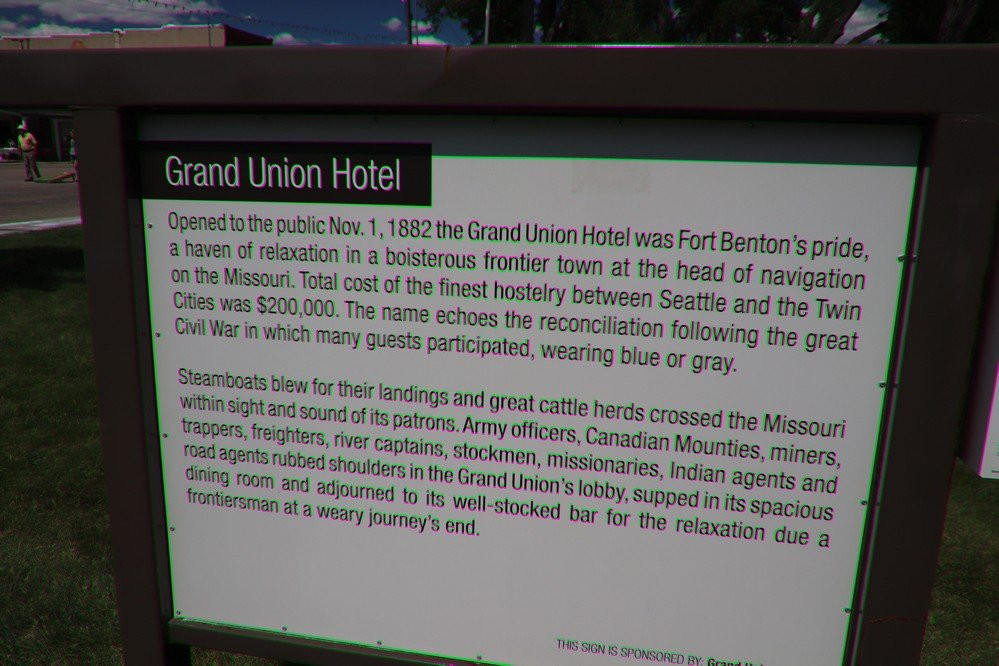 Grand Union Hotel
Opened to the public Nov. 1, 1882 the Grand Union Hotel was Fort Benton's pride,
a haven of relaxation in a boisterous frontier town at the head of navigation
on the Missouri. Total cost of the finest hostelry between Seattle and the Twin
Cities was $200,000. The name echoes the reconciliation following the great
Civil War in which many guests participated, wearing blue or gray.
Steamboats blew for their landings and great cattle herds crossed the Missouri
within sight and sound of its patrons. Army officers, Canadian Mounties, miners,
trappers, freighters, river captains, stockmen, missionaries, Indian agents and
road agents rubbed shoulders in the Grand Union's lobby, supped in its spacious
dining room and adjourned to its well-stocked bar for the relaxation due a
frontiersman at a weary journey's end.
THIS SIGN IS SPONSORED BY: Grand